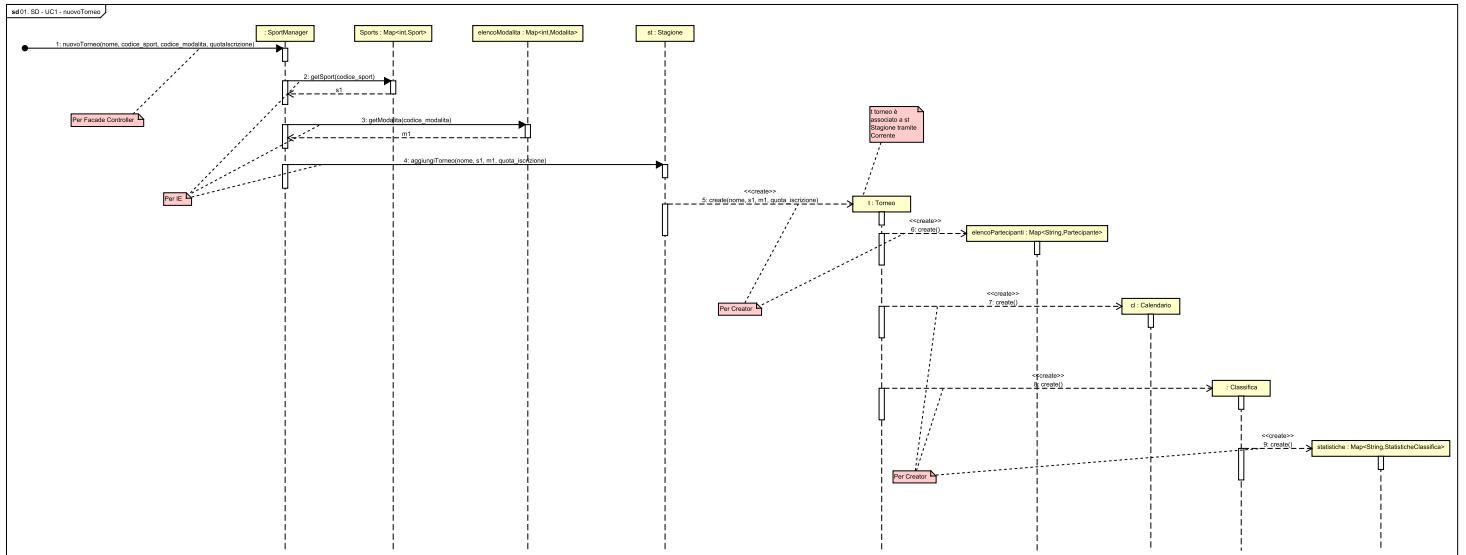 sd 01. SD - UC1 - nuovoTorneo
: SportManager
Sports : Map<int,Sport>
elencoModalita : Map<int,Modalita>
st : Stagione
1: nuovoTorneo(nome, codice_sport, codice_modalita, quotaIscrizione)
2: getSport(codice_sport)
s1
Per Facade Controller
3: getModalita(codice_modalita)
m1
t torneo è
associato a st
Stagione tramite
Corrente
4: aggiungiTorneo(nome, s1, m1, quota_iscrizione)
Per IE
<<create>>
5: create(nome, s1, m1, quota_iscrizione)
t : Torneo
<<create>>
6: create()
elencoPartecipanti : Map<String,Partecipante>
<<create>>
7: create()
cl : Calendario
Per Creator
<<create>>
8: create()
: Classifica
<<create>>
9: create()
statistiche : Map<String,StatisticheClassifica>
Per Creator